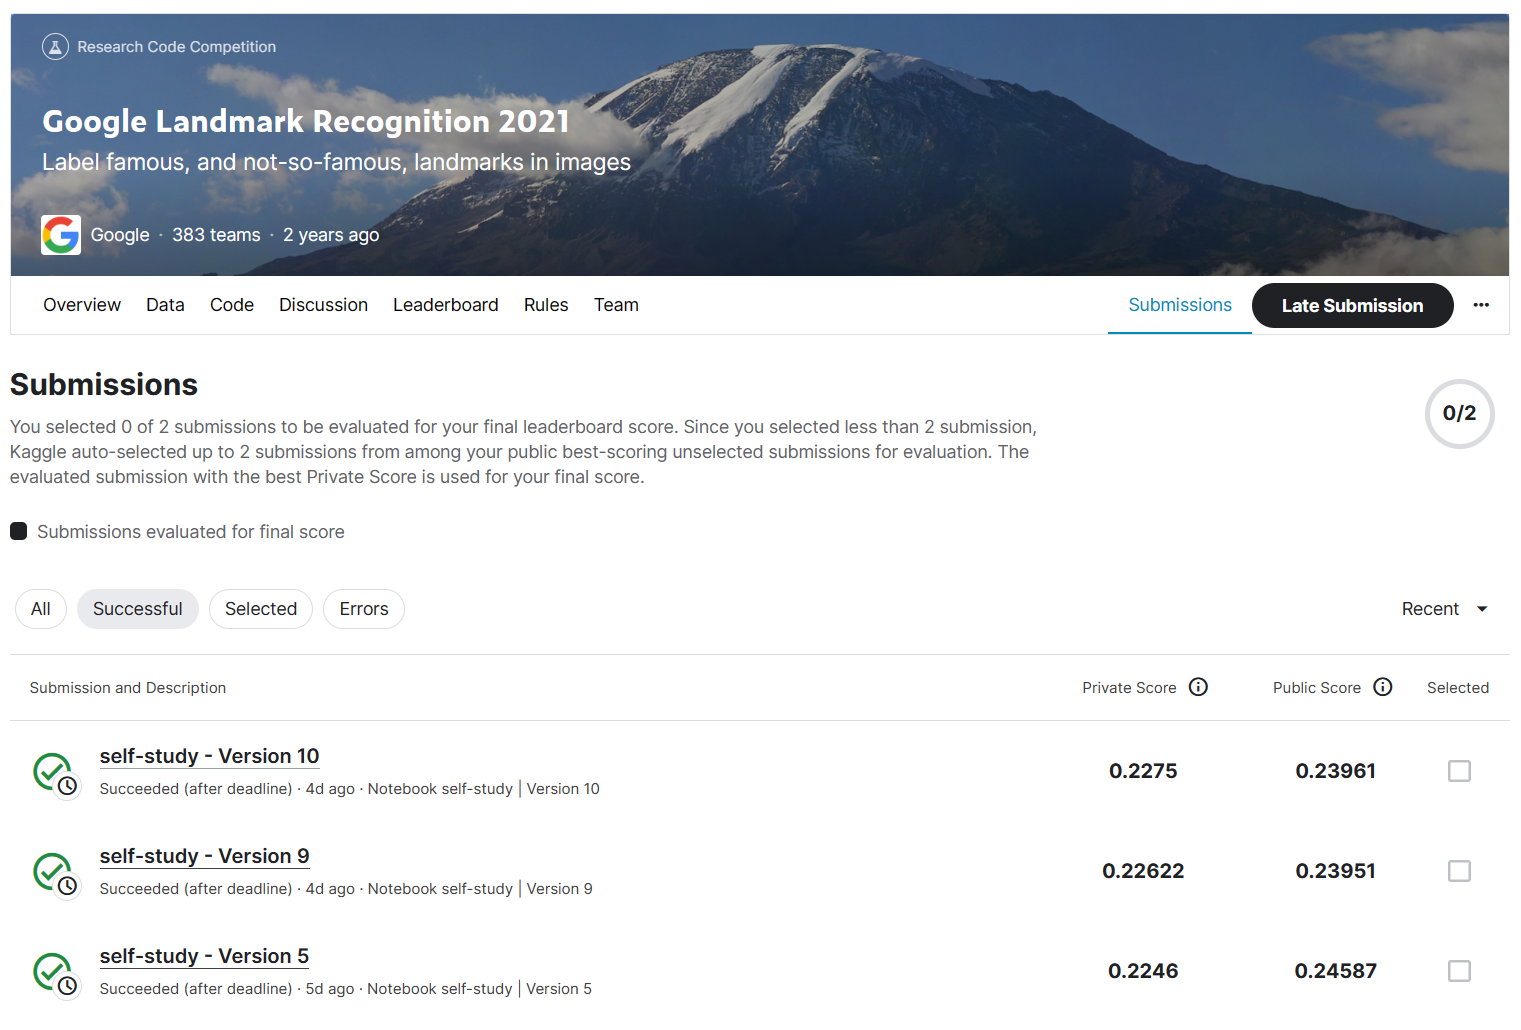 Research Code Competition
Google Landmark Recognition 2021
Label famous, and not-so-famous, landmarks in images
Google · 383 teams · 2 years ago
Overview Data Code Discussion Leaderboard Rules Team Submissions Late Submission ···
Submissions
0/2
You selected 0 of 2 submissions to be evaluated for your final leaderboard score. Since you selected less than 2 submission,
Kaggle auto-selected up to 2 submissions from among your public best-scoring unselected submissions for evaluation. The
evaluated submission with the best Private Score is used for your final score.
Submissions evaluated for final score
All Successful Selected Errors Recent
Submission and Description Private Score Public Score Selected
self-study - Version 10
Succeeded (after deadline) · 4d ago · Notebook self-study | Version 10
0.2275 0.23961
self-study - Version 9
Succeeded (after deadline) · 4d ago · Notebook self-study | Version 9
0.22622 0.23951
self-study - Version 5
Succeeded (after deadline) · 5d ago · Notebook self-study | Version 5
0.2246 0.24587